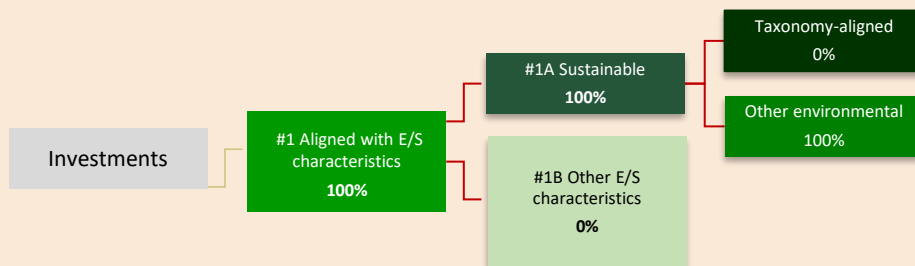 Investments
#1 Aligned with E/S
characteristics
100%
#1A Sustainable
100%
#1B Other E/S
characteristics
0%
Taxonomy-aligned
0%
Other environmental
100%